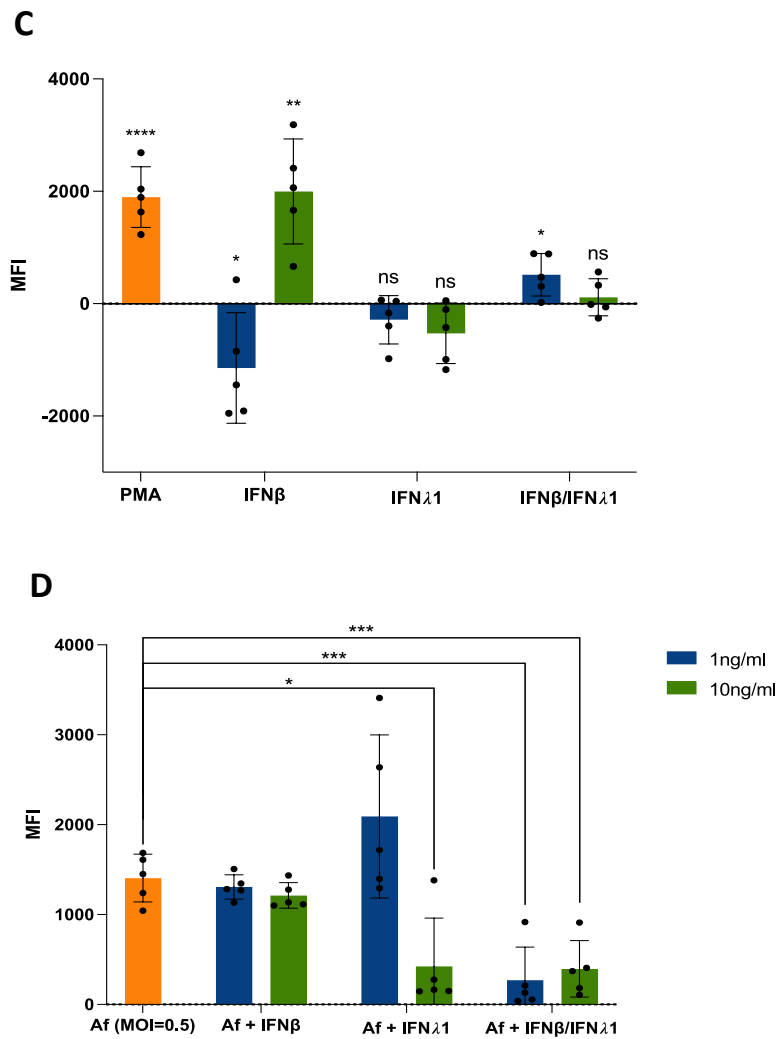 C
4000
**
****
2000
*
*
ns
ns
ns
MFI
0
-2000
PMA
IFNβ
IFNλ1
IFNβ/IFNλ1
D
4000
***
***
*
1ng/ml
10ng/ml
3000
MFI
2000
1000
0
Af (MOI=0.5)
Af + IFNβ
Af + IFNλ1
Af + IFNβ/IFNλ1